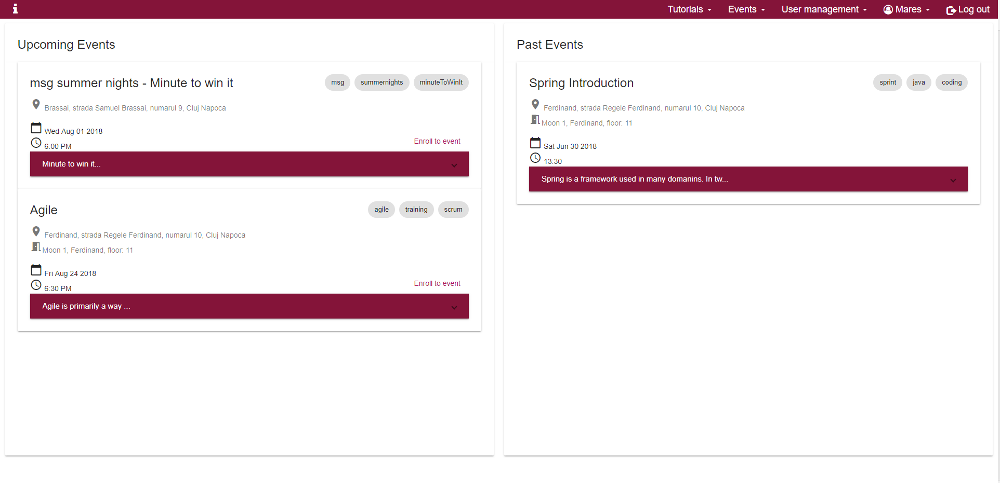 Tutorials Events User management Mares Log out
Upcoming Events
msg summer nights - Minute to win it
msg summernights minuteToWinIt
Brassai, strada Samuel Brassai, numarul 9, Cluj Napoca
Wed Aug 01 2018
6:00 PM
Enroll to event
Minute to win it...
Agile
agile training scrum
Ferdinand, strada Regele Ferdinand, numarul 10, Cluj Napoca
Moon 1, Ferdinand, floor: 11
Fri Aug 24 2018
6:30 PM
Enroll to event
Agile is primarily a way ...
Past Events
Spring Introduction
sprint java coding
Ferdinand, strada Regele Ferdinand, numarul 10, Cluj Napoca
Moon 1, Ferdinand, floor: 11
Sat Jun 30 2018
13:30
Spring is a framework used in many domanins. In tw...